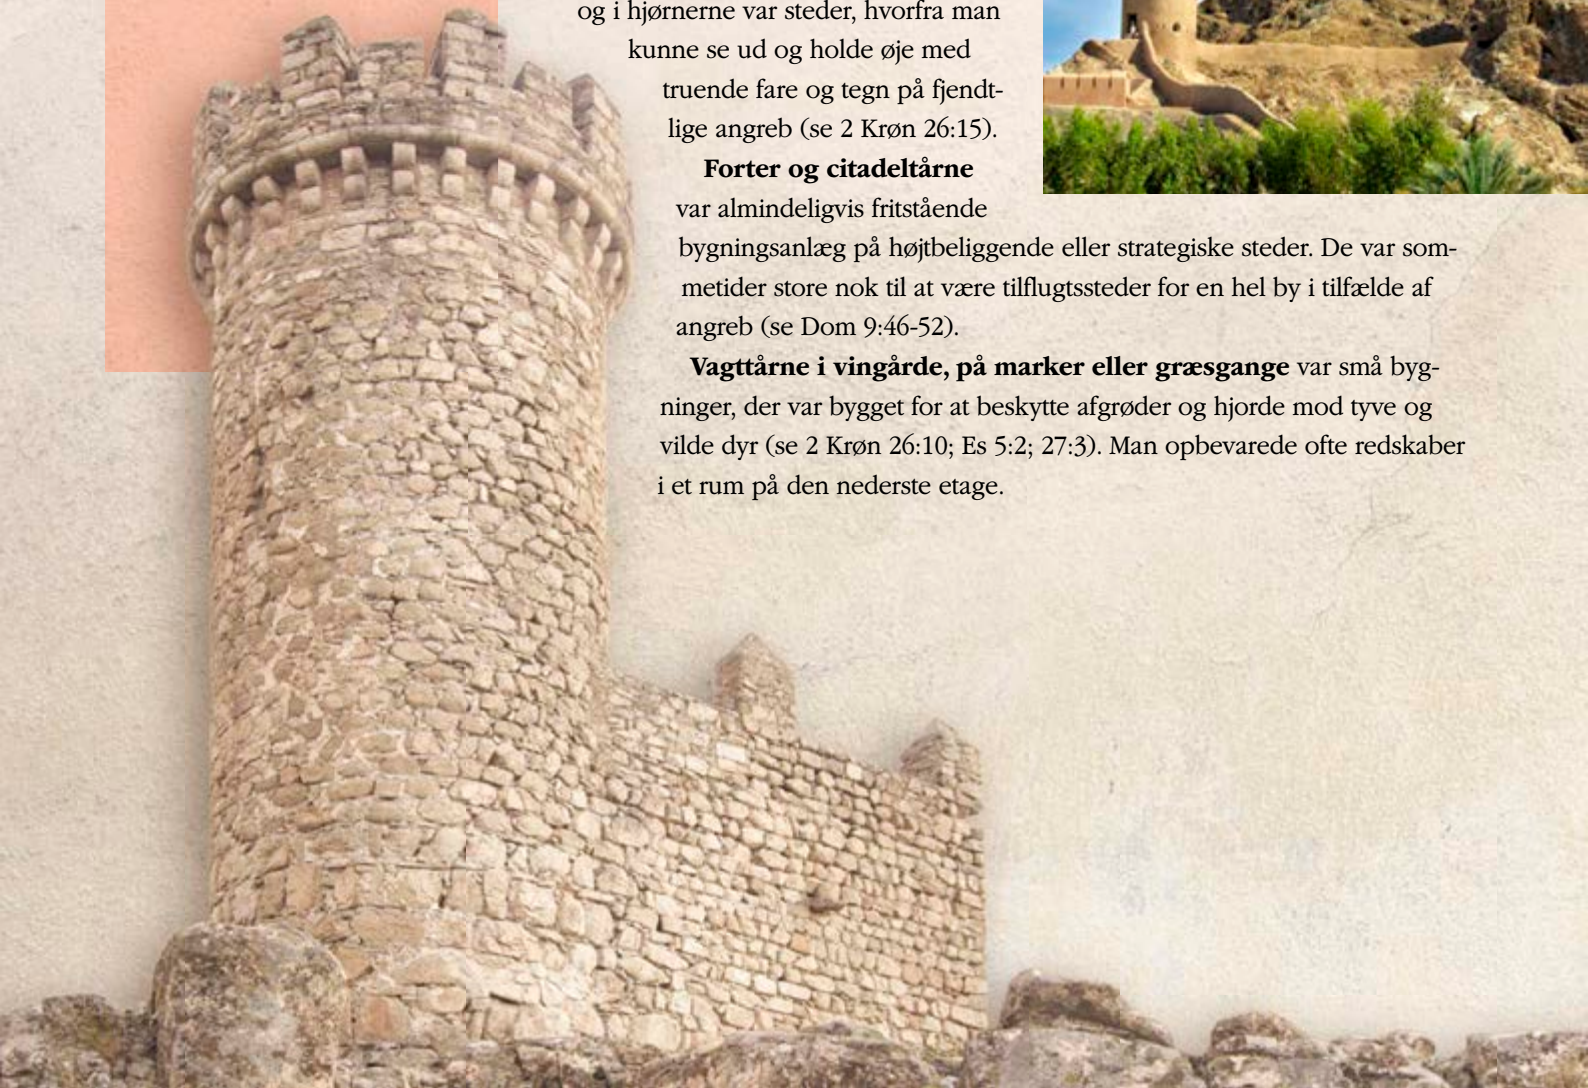 og i hjørnerne var steder, hvorfra man
kunne se ud og holde øje med
truende fare og tegn på fjendt-
lige angreb (se 2 Krøn 26:15).
Forter og citadeltårne
var almindeligvis fritstående
bygningsanlæg på højtbeliggende eller strategiske steder. De var som-
metider store nok til at være tilflugtssteder for en hel by i tilfælde af
angreb (se Dom 9:46-52).
Vagttårne i vingårde, på marker eller græsgange var små byg-
ninger, der var bygget for at beskytte afgrøder og hjorde mod tyve og
vilde dyr (se 2 Krøn 26:10; Es 5:2; 27:3). Man opbevarede ofte redskaber
i et rum på den nederste etage.